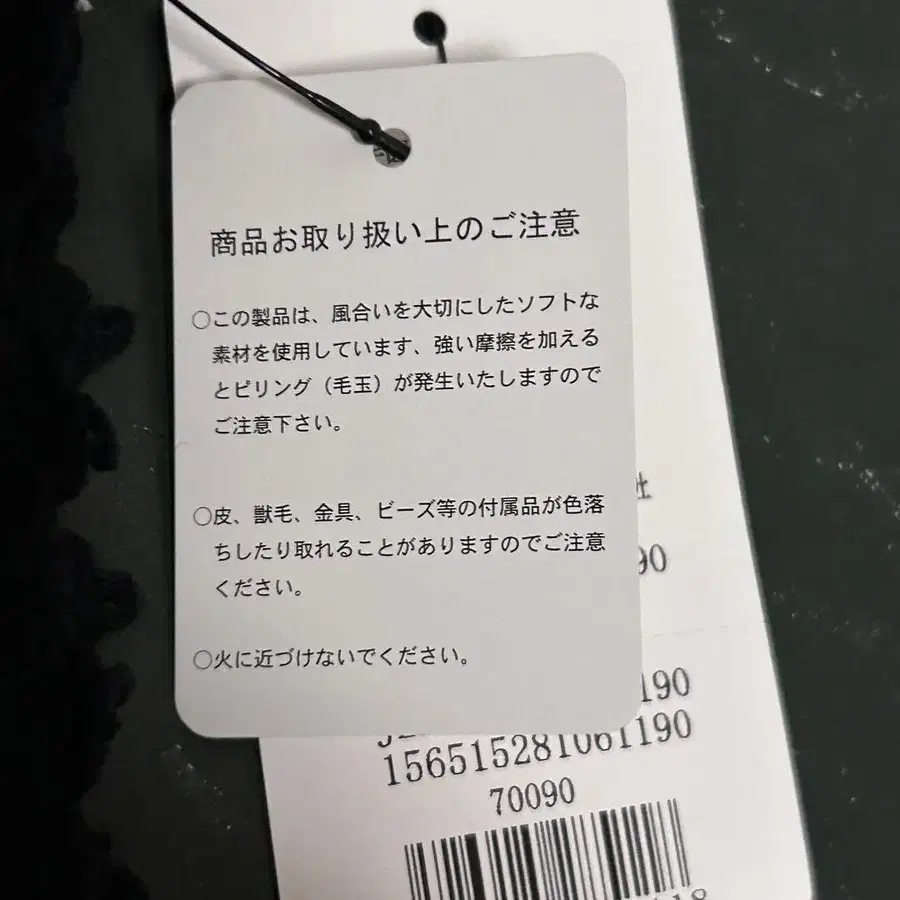 商品お取り扱い上のご注意
○この製品は、風合いを大切にしたソフトな
素材を使用しています、強い摩擦を加える
とピリング（毛玉）が発生いたしますので
ご注意下さい。
○皮、獣毛、金具、ビーズ等の付属品が色落
ちしたり取れることがありますのでご注意
ください。
○火に近づけないでください。
社
90
190
156515281061190
70090